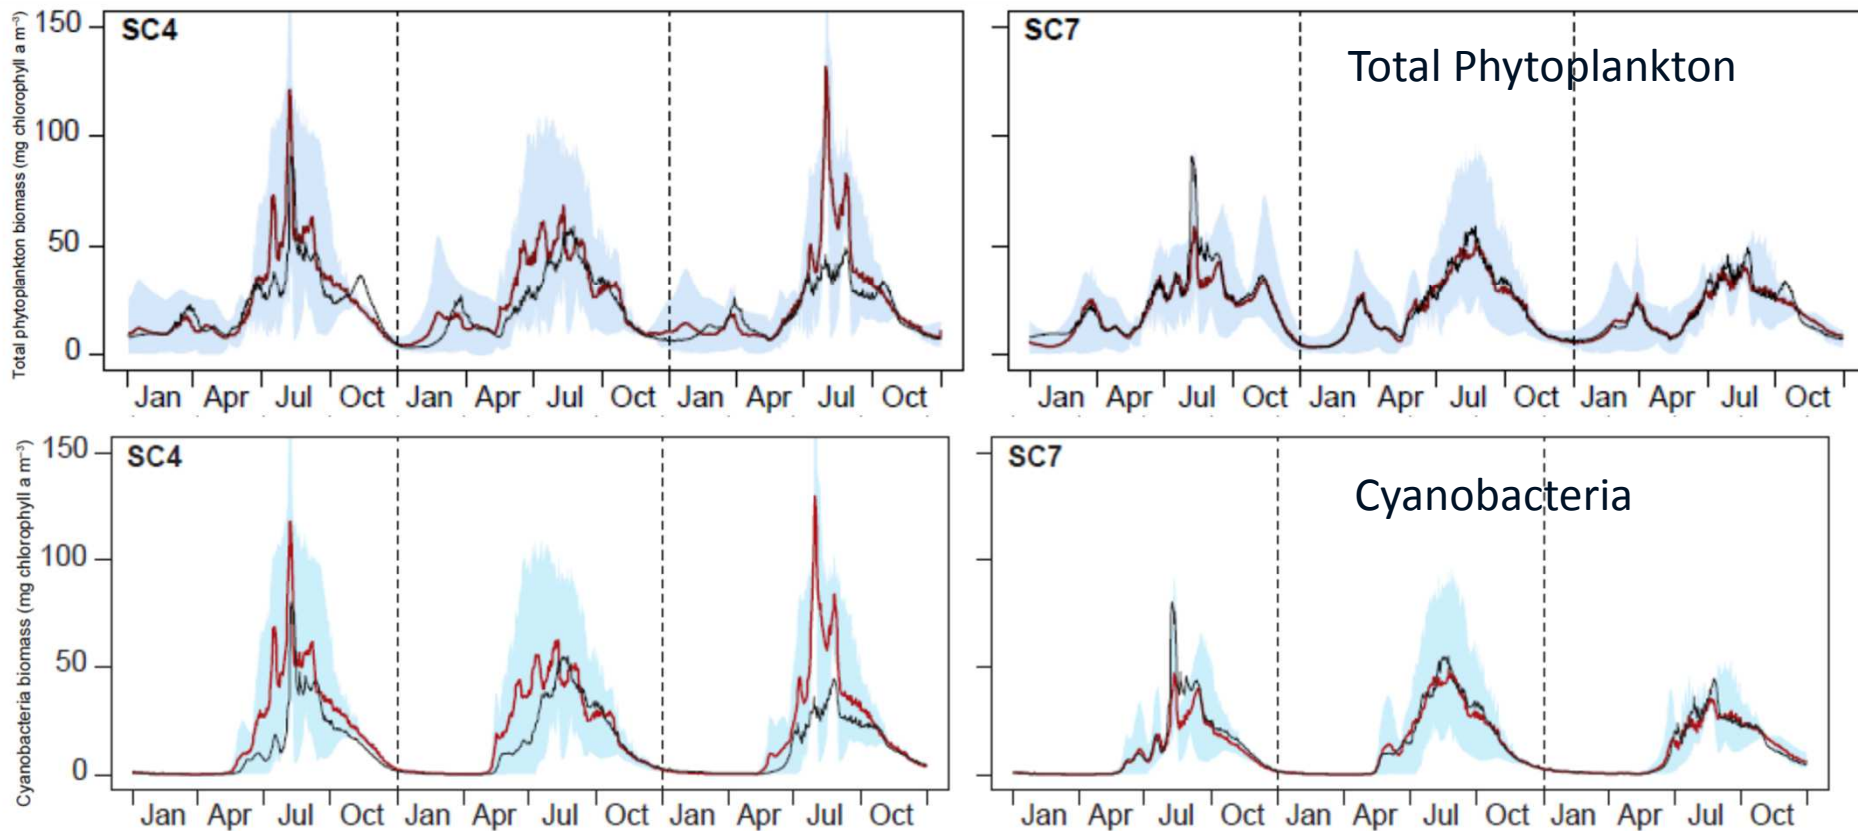 Total phytoplankton biomass (mg chlorophyll a m⁻³)
150
100
50
0
SC4
SC7
Total Phytoplankton
Jan Apr Jul Oct Jan Apr Jul Oct Jan Apr Jul Oct
Jan Apr Jul Oct Jan Apr Jul Oct Jan Apr Jul Oct
Cyanobacteria biomass (mg chlorophyll a m⁻³)
150
100
50
0
SC4
SC7
Cyanobacteria
Jan Apr Jul Oct Jan Apr Jul Oct Jan Apr Jul Oct
Jan Apr Jul Oct Jan Apr Jul Oct Jan Apr Jul Oct